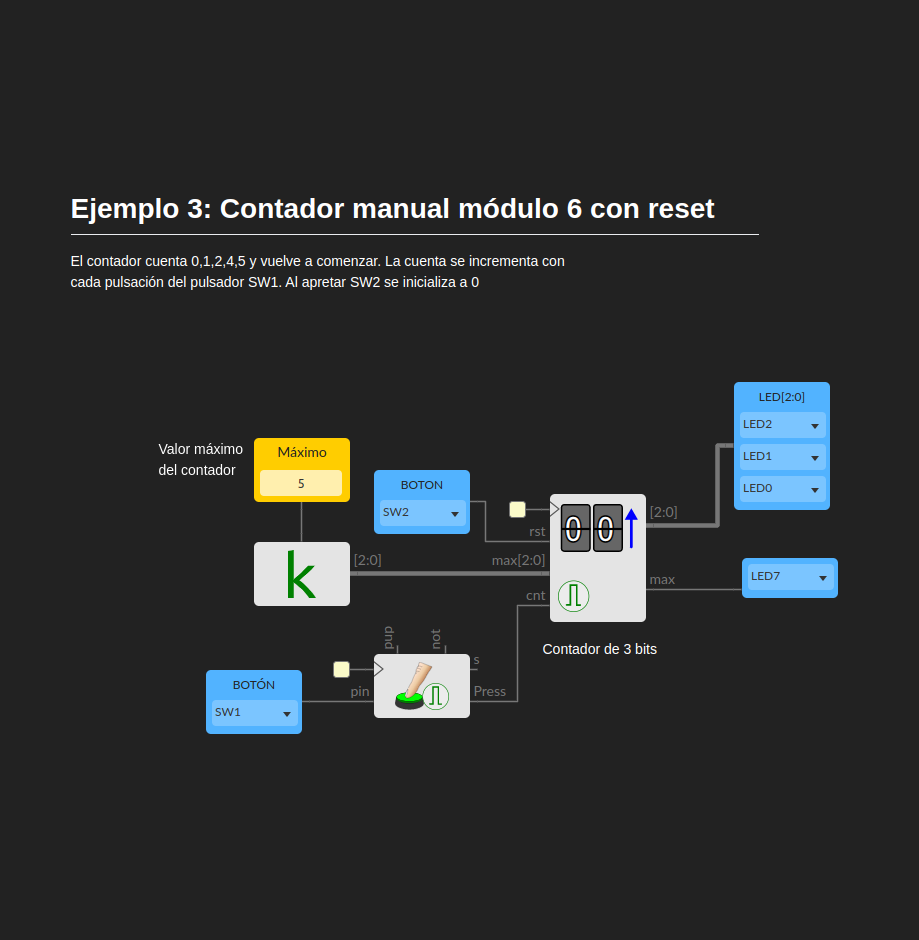 Ejemplo 3: Contador manual módulo 6 con reset
El contador cuenta 0,1,2,4,5 y vuelve a comenzar. La cuenta se incrementa con
cada pulsación del pulsador SW1. Al apretar SW2 se inicializa a 0
LED[2:0]
LED2
LED1
LED0
Valor máximo
del contador
Máximo
5
BOTON
SW2
rst
[2:0]
max[2:0]
cnt
00
[2:0]
max
LED7
k
Contador de 3 bits
pup
not
s
pin
Press
BOTÓN
SW1